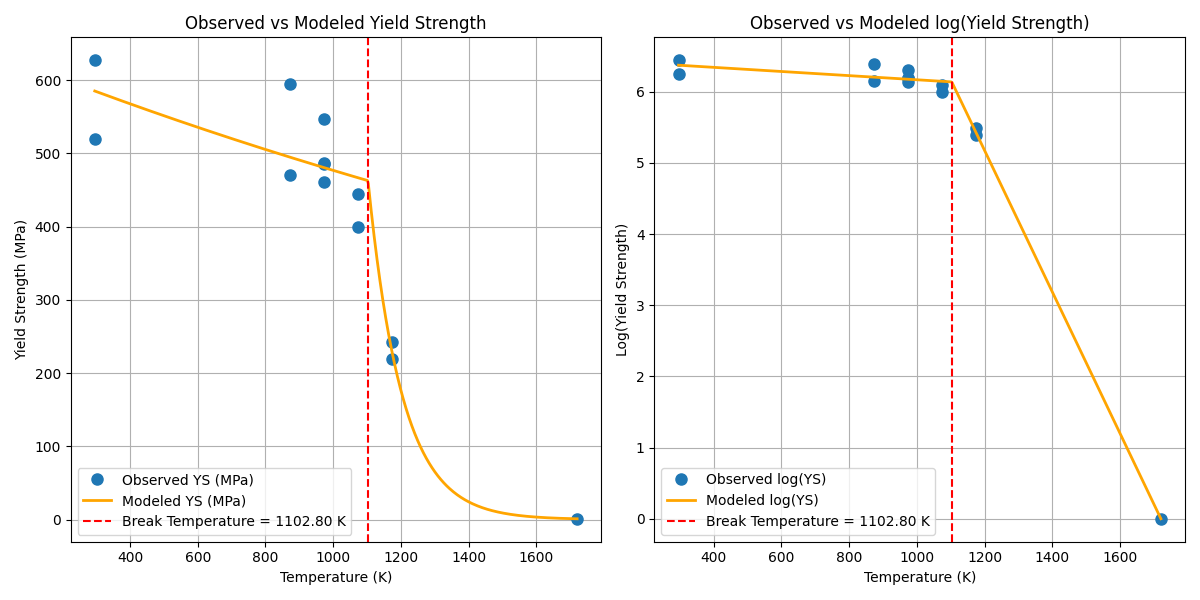 Observed vs Modeled Yield Strength
Yield Strength (MPa)
600
500
400
300
200
100
0
Observed YS (MPa)
Modeled YS (MPa)
Break Temperature = 1102.80 K
400 600 800 1000 1200 1400 1600
Temperature (K)
Observed vs Modeled log(Yield Strength)
Log(Yield Strength)
6
5
4
3
2
1
0
Observed log(YS)
Modeled log(YS)
Break Temperature = 1102.80 K
400 600 800 1000 1200 1400 1600
Temperature (K)